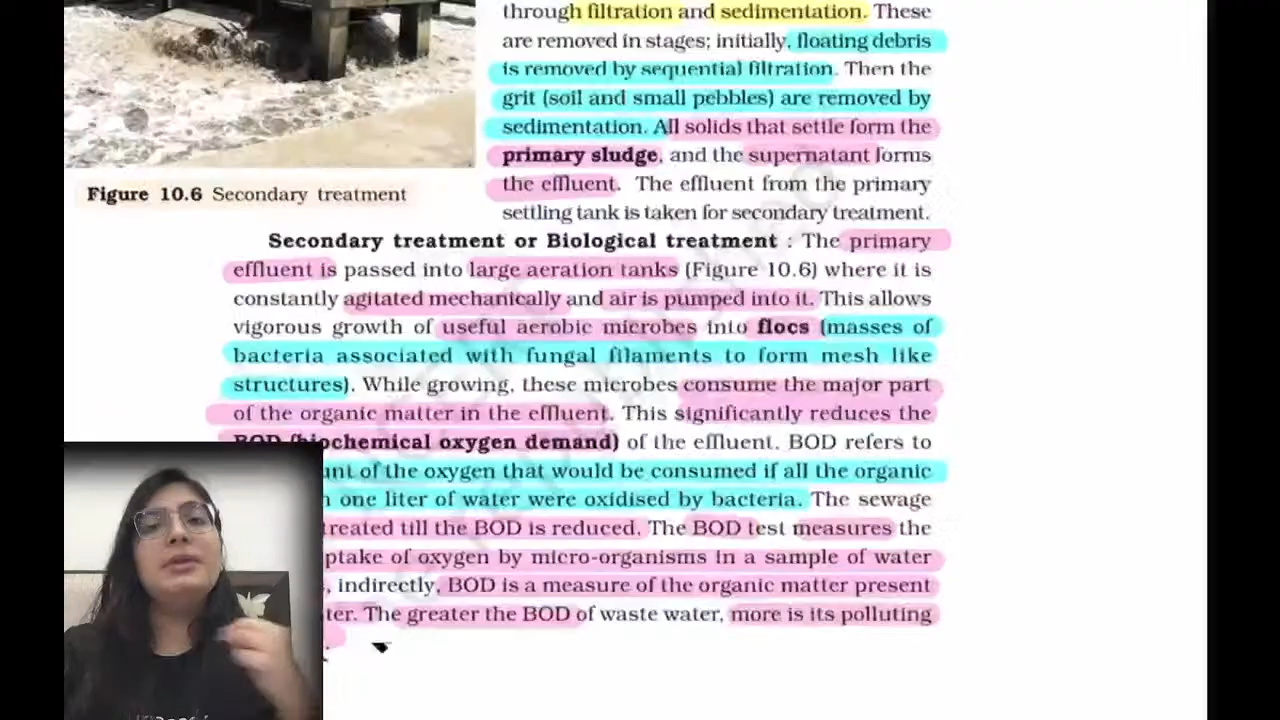 through filtration and sedimentation. These
are removed in stages; initially, floating debris
is removed by sequential filtration. Then the
grit (soil and small pebbles) are removed by
sedimentation. All solids that settle form the
primary sludge, and the supernatant forms
the effluent. The effluent from the primary
settling tank is taken for secondary treatment.
Figure 10.6 Secondary treatment
Secondary treatment or Biological treatment : The primary
effluent is passed into large aeration tanks (Figure 10.6) where it is
constantly agitated mechanically and air is pumped into it. This allows
vigorous growth of useful aerobic microbes into flocs (masses of
bacteria associated with fungal filaments to form mesh like
structures). While growing, these microbes consume the major part
of the organic matter in the effluent. This significantly reduces the
BOD (biochemical oxygen demand) of the effluent. BOD refers to
of the oxygen that would be consumed if all the organic
one liter of water were oxidised by bacteria. The sewage
treated till the BOD is reduced. The BOD test measures the
of oxygen by micro-organisms in a sample of water
indirectly, BOD is a measure of the organic matter present
The greater the BOD of waste water, more is its polluting